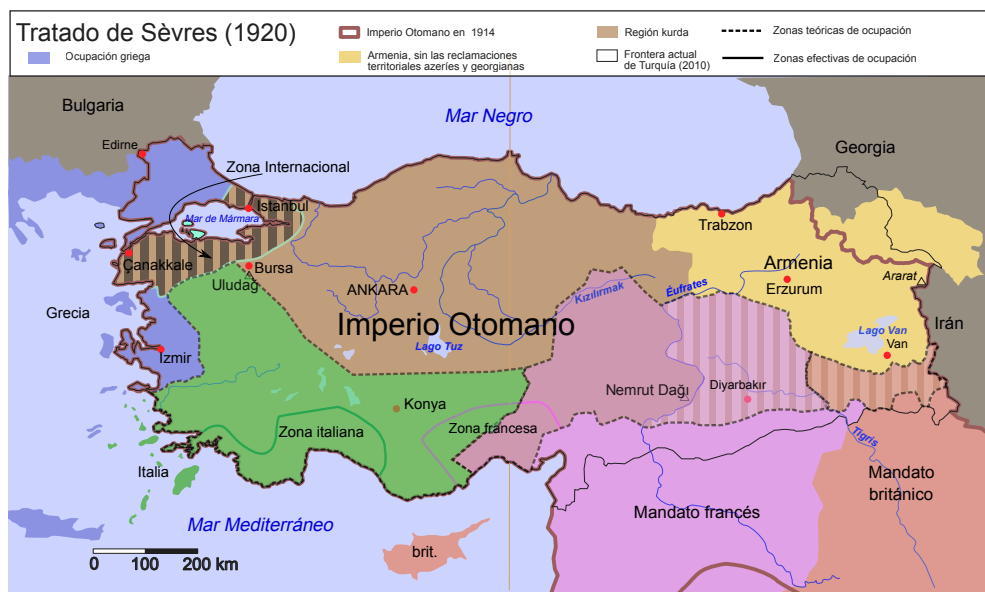 Tratado de Sèvres (1920)
Ocupación griega
Imperio Otomano en 1914
Armenia, sin las reclamaciones
territoriales azeríes y georgianas
Región kurda
Frontera actual
de Turquía (2010)
Zonas teóricas de ocupación
Zonas efectivas de ocupación
Bulgaria
Mar Negro
Edirne
Georgia
Zona Internacional
Istanbul
Mar de Mármara
Trabzon
Çanakkale
Bursa
Uludağ
Armenia
Ararat
Erzurum
ANKARA
Kızılırmak
Éufrates
Grecia
Imperio Otomano
Irán
Lago Van
Van
Lago Tuz
İzmir
Nemrut Dağı
Diyarbakır
Konya
Zona italiana
Zona francesa
Tigris
Italia
Mandato
británico
Mandato francés
Mar Mediterráneo
brit.
0 100 200 km